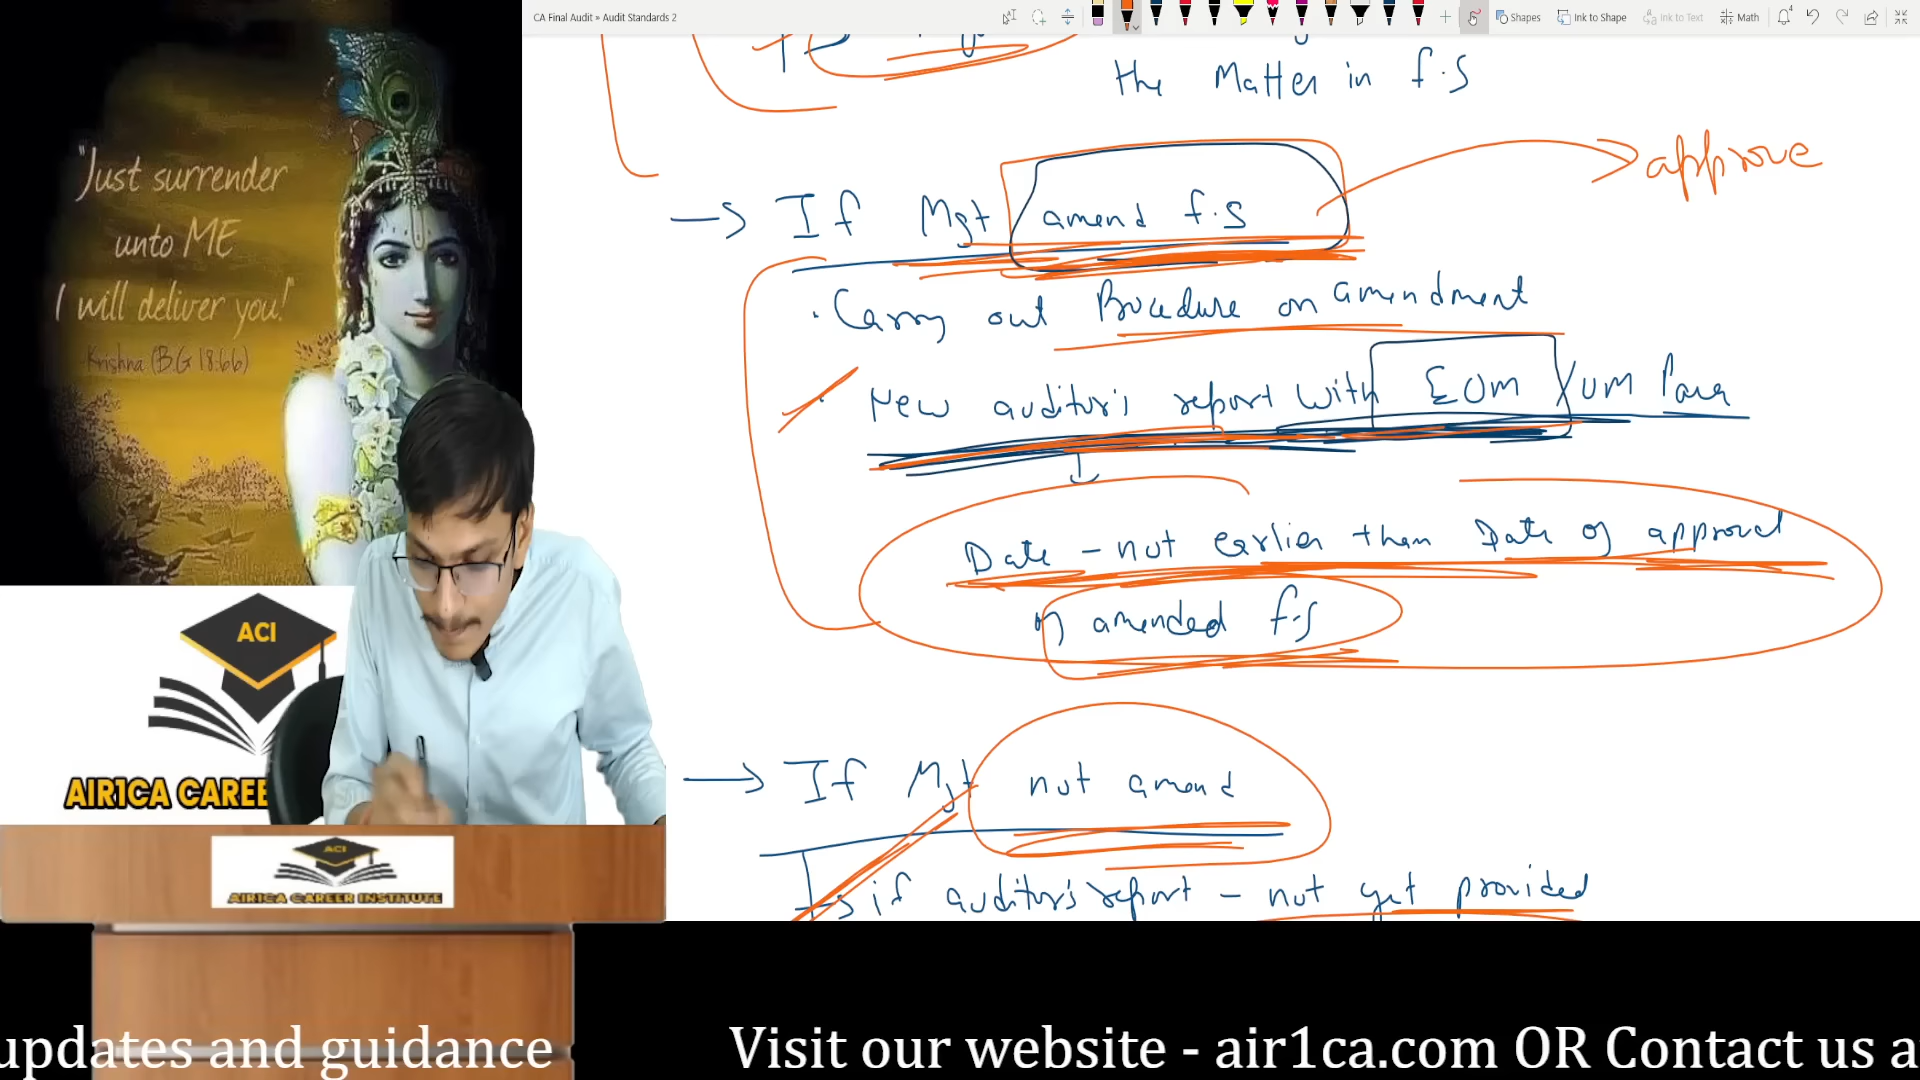 CA Final Audit » Audit Standards 2
Shapes
Ink to Shape
Ink to Text
Math
the Matter in f.S
approve
"Just surrender
unto ME
I will deliver you!"
-Krishna (B.G 18:66)
→ If Mgt amend f.S
. Carry out Procedure on amendment
. New auditor's report with EOM / OM Para
Date - not earlier than Date of approval
of amended f.S
→ If Mgt not amend
→ if auditor's report - not yet provided
ACI
AIR1CA CAREE
ACI
AIR1CA CAREER INSTITUTE
updates and guidance
Visit our website - air1ca.com OR Contact us a